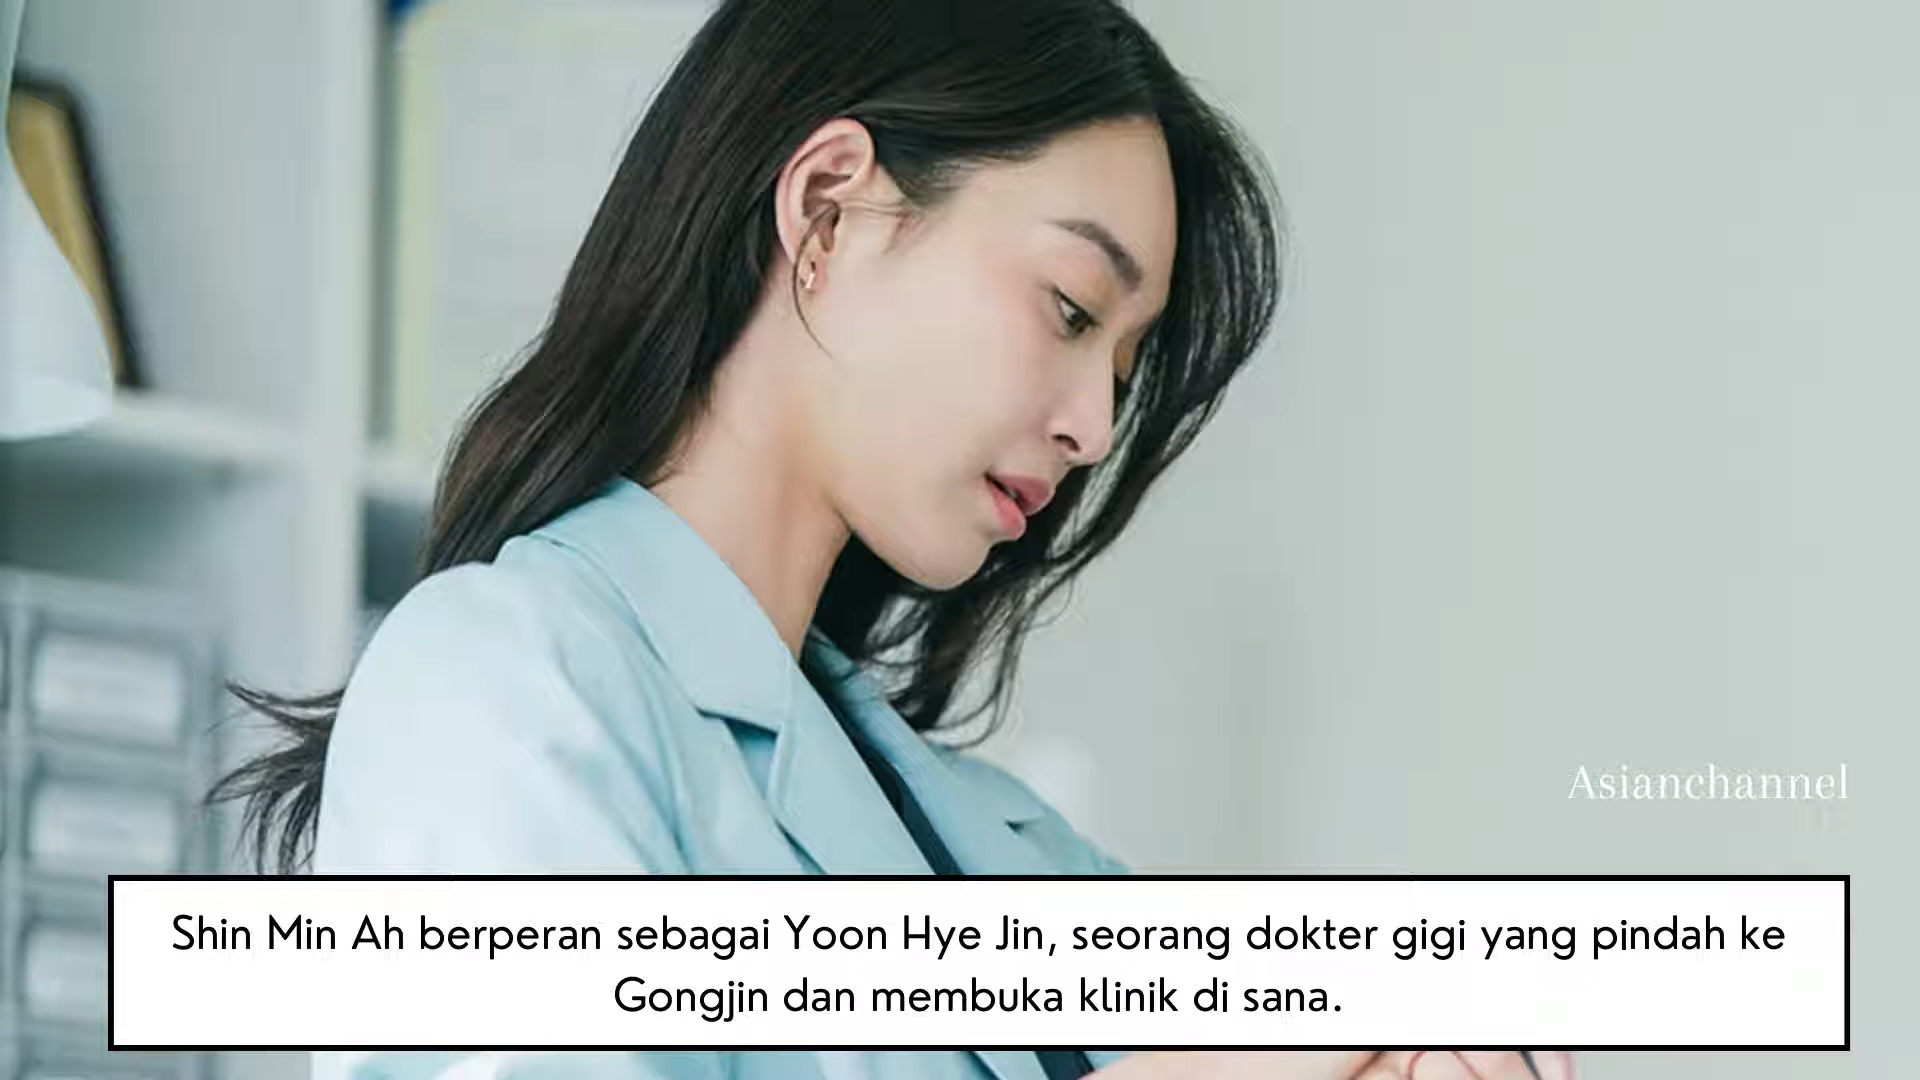 Asianchannel
Shin Min Ah berperan sebagai Yoon Hye Jin, seorang dokter gigi yang pindah ke
Gongjin dan membuka klinik di sana.